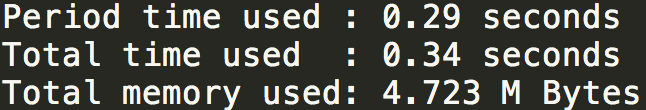 Period time used : 0.29 seconds
Total time used  : 0.34 seconds
Total memory used: 4.723 M Bytes